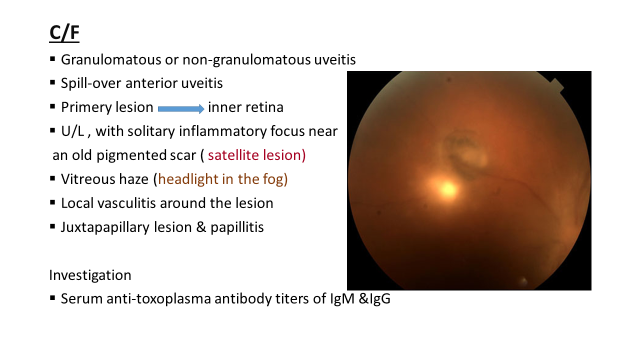 C/F
▪ Granulomatous or non-granulomatous uveitis
▪ Spill-over anterior uveitis
▪ Primery lesion inner retina
▪ U/L , with solitary inflammatory focus near
an old pigmented scar ( satellite lesion)
▪ Vitreous haze (headlight in the fog)
▪ Local vasculitis around the lesion
▪ Juxtapapillary lesion & papillitis
Investigation
▪ Serum anti-toxoplasma antibody titers of IgM &IgG